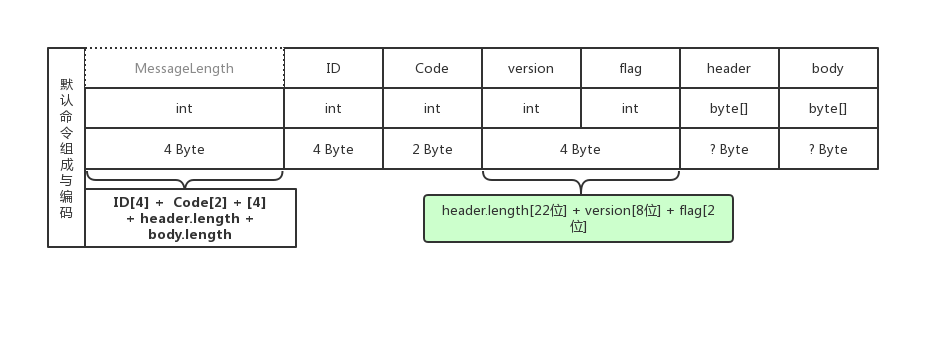 默认命令组成与编码
MessageLength ID Code version flag header body
int int int int int byte[] byte[]
4 Byte 4 Byte 2 Byte 4 Byte ? Byte ? Byte
ID[4] + Code[2] + [4]
+ header.length +
body.length
header.length[22位] + version[8位] + flag[2
位]